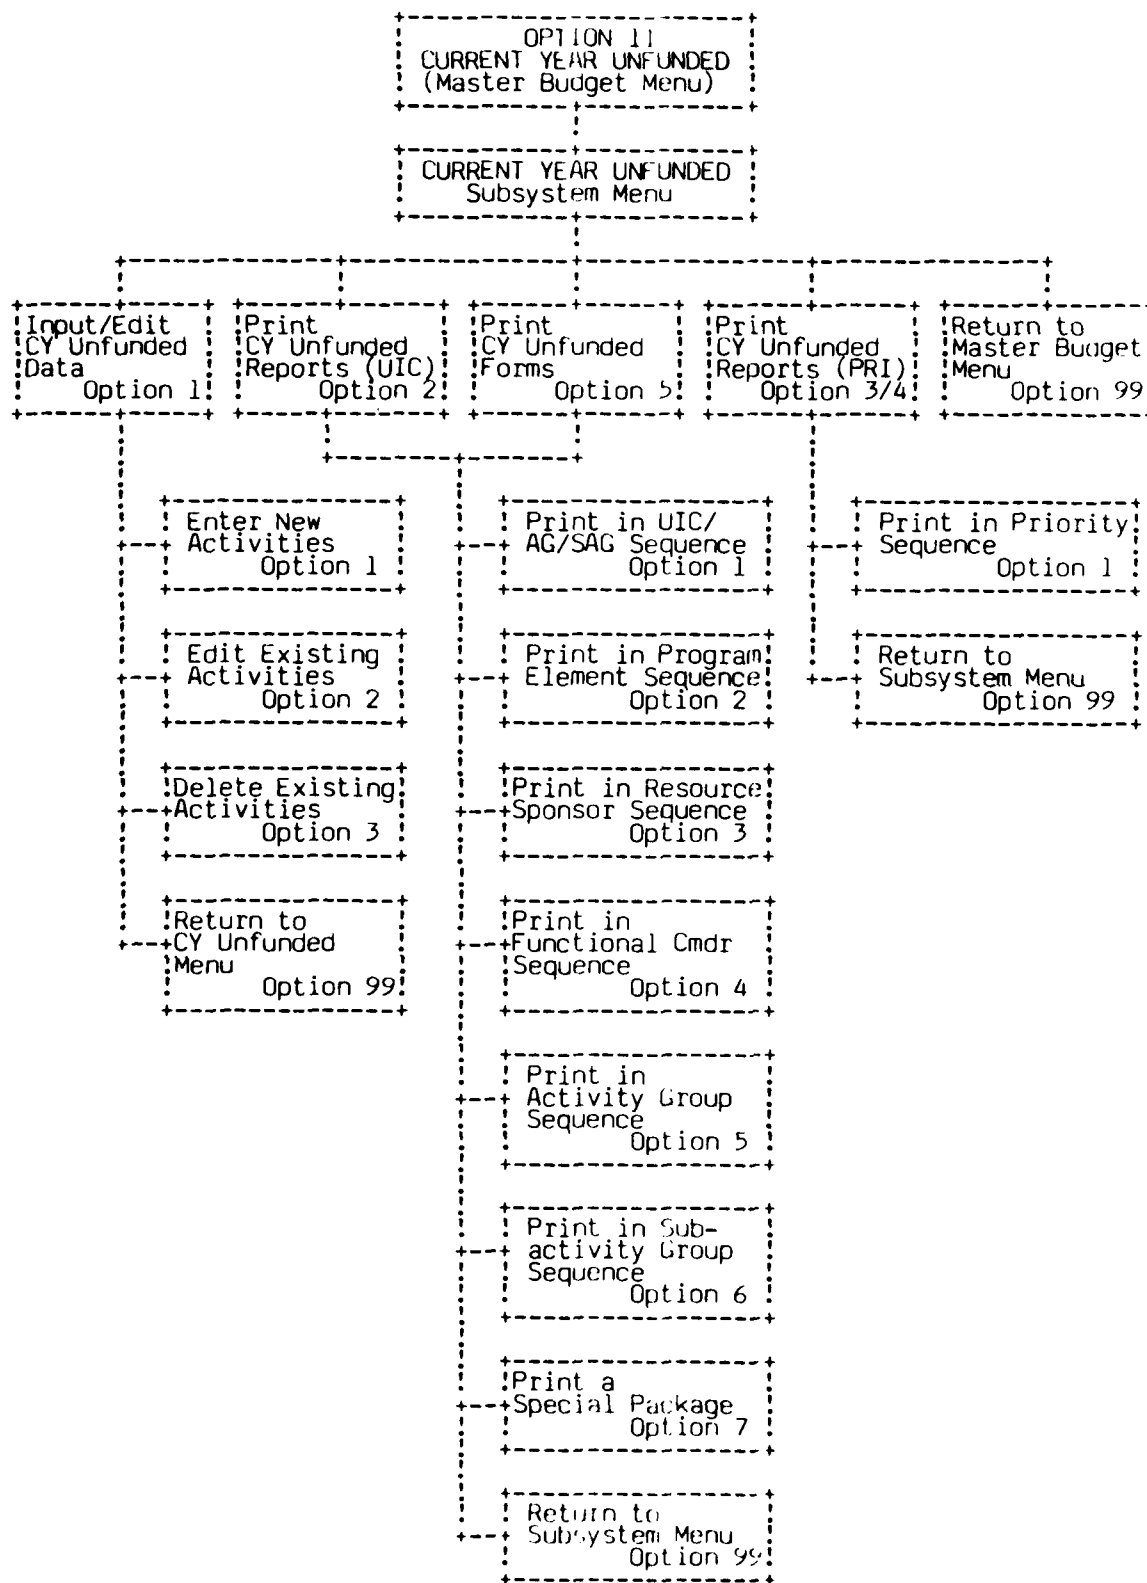 OPTION 11
CURRENT YEAR UNFUNDED
(Master Budget Menu)
CURRENT YEAR UNFUNDED
Subsystem Menu
Input/Edit
CY Unfunded
Data
Option 1
Print
CY Unfunded
Reports (UIC)
Option 2
Print
CY Unfunded
Forms
Option 5
Print
CY Unfunded
Reports (PRI)
Option 3/4
Return to
Master Budget
Menu
Option 99
Enter New
Activities
Option 1
Edit Existing
Activities
Option 2
Delete Existing
Activities
Option 3
Return to
CY Unfunded
Menu
Option 99
Print in UIC/
AG/SAG Sequence
Option 1
Print in Program
Element Sequence
Option 2
Print in Resource
Sponsor Sequence
Option 3
Print in
Functional Cmdr
Sequence
Option 4
Print in
Activity Group
Sequence
Option 5
Print in Sub-
activity Group
Sequence
Option 6
Print a
Special Package
Option 7
Return to
Subsystem Menu
Option 99
Print in Priority
Sequence
Option 1
Return to
Subsystem Menu
Option 99